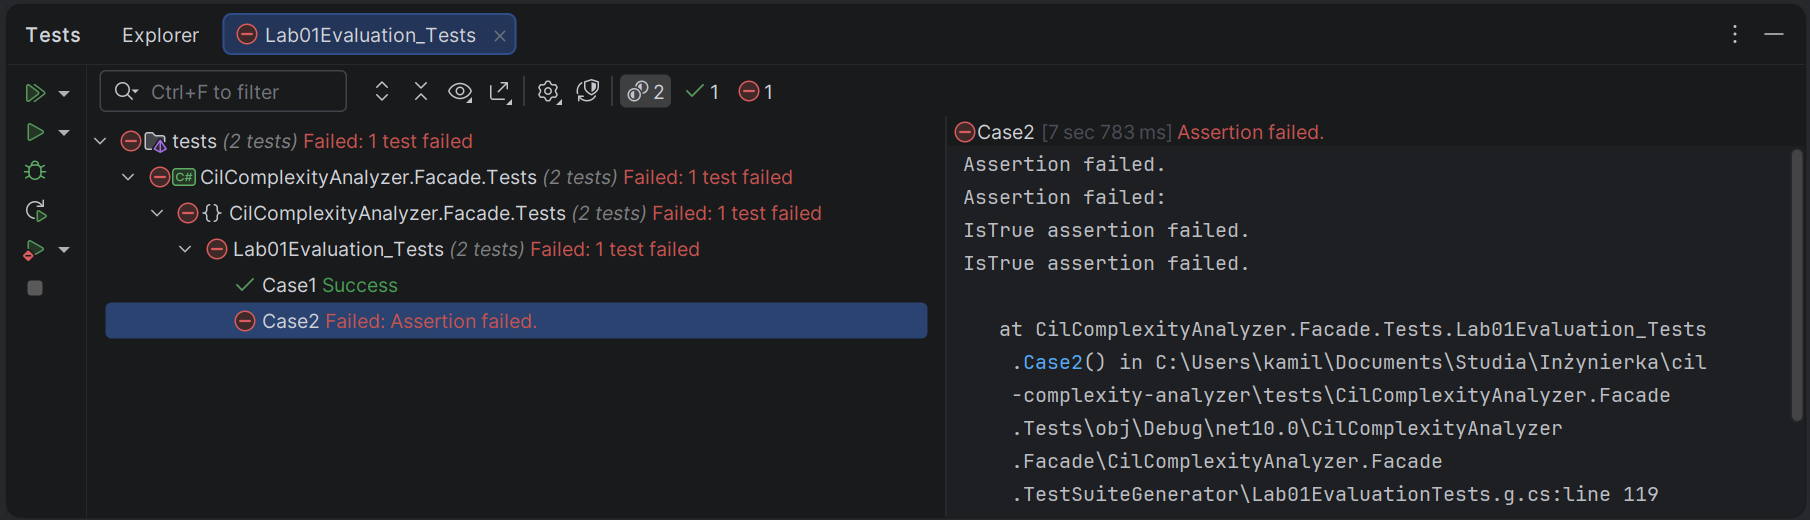 Tests Explorer Lab01Evaluation_Tests
Ctrl+F to filter 2 1 1
tests (2 tests) Failed: 1 test failed
C# CilComplexityAnalyzer.Facade.Tests (2 tests) Failed: 1 test failed
{} CilComplexityAnalyzer.Facade.Tests (2 tests) Failed: 1 test failed
Lab01Evaluation_Tests (2 tests) Failed: 1 test failed
Case1 Success
Case2 Failed: Assertion failed.
Case2 [7 sec 783 ms] Assertion failed.
Assertion failed.
Assertion failed:
IsTrue assertion failed.
IsTrue assertion failed.
at CilComplexityAnalyzer.Facade.Tests.Lab01Evaluation_Tests
.Case2() in C:\Users\kamil\Documents\Studia\Inżynierka\cil
-complexity-analyzer\tests\CilComplexityAnalyzer.Facade
.Tests\obj\Debug\net10.0\CilComplexityAnalyzer
.Facade\CilComplexityAnalyzer.Facade
.TestSuiteGenerator\Lab01EvaluationTests.g.cs:line 119